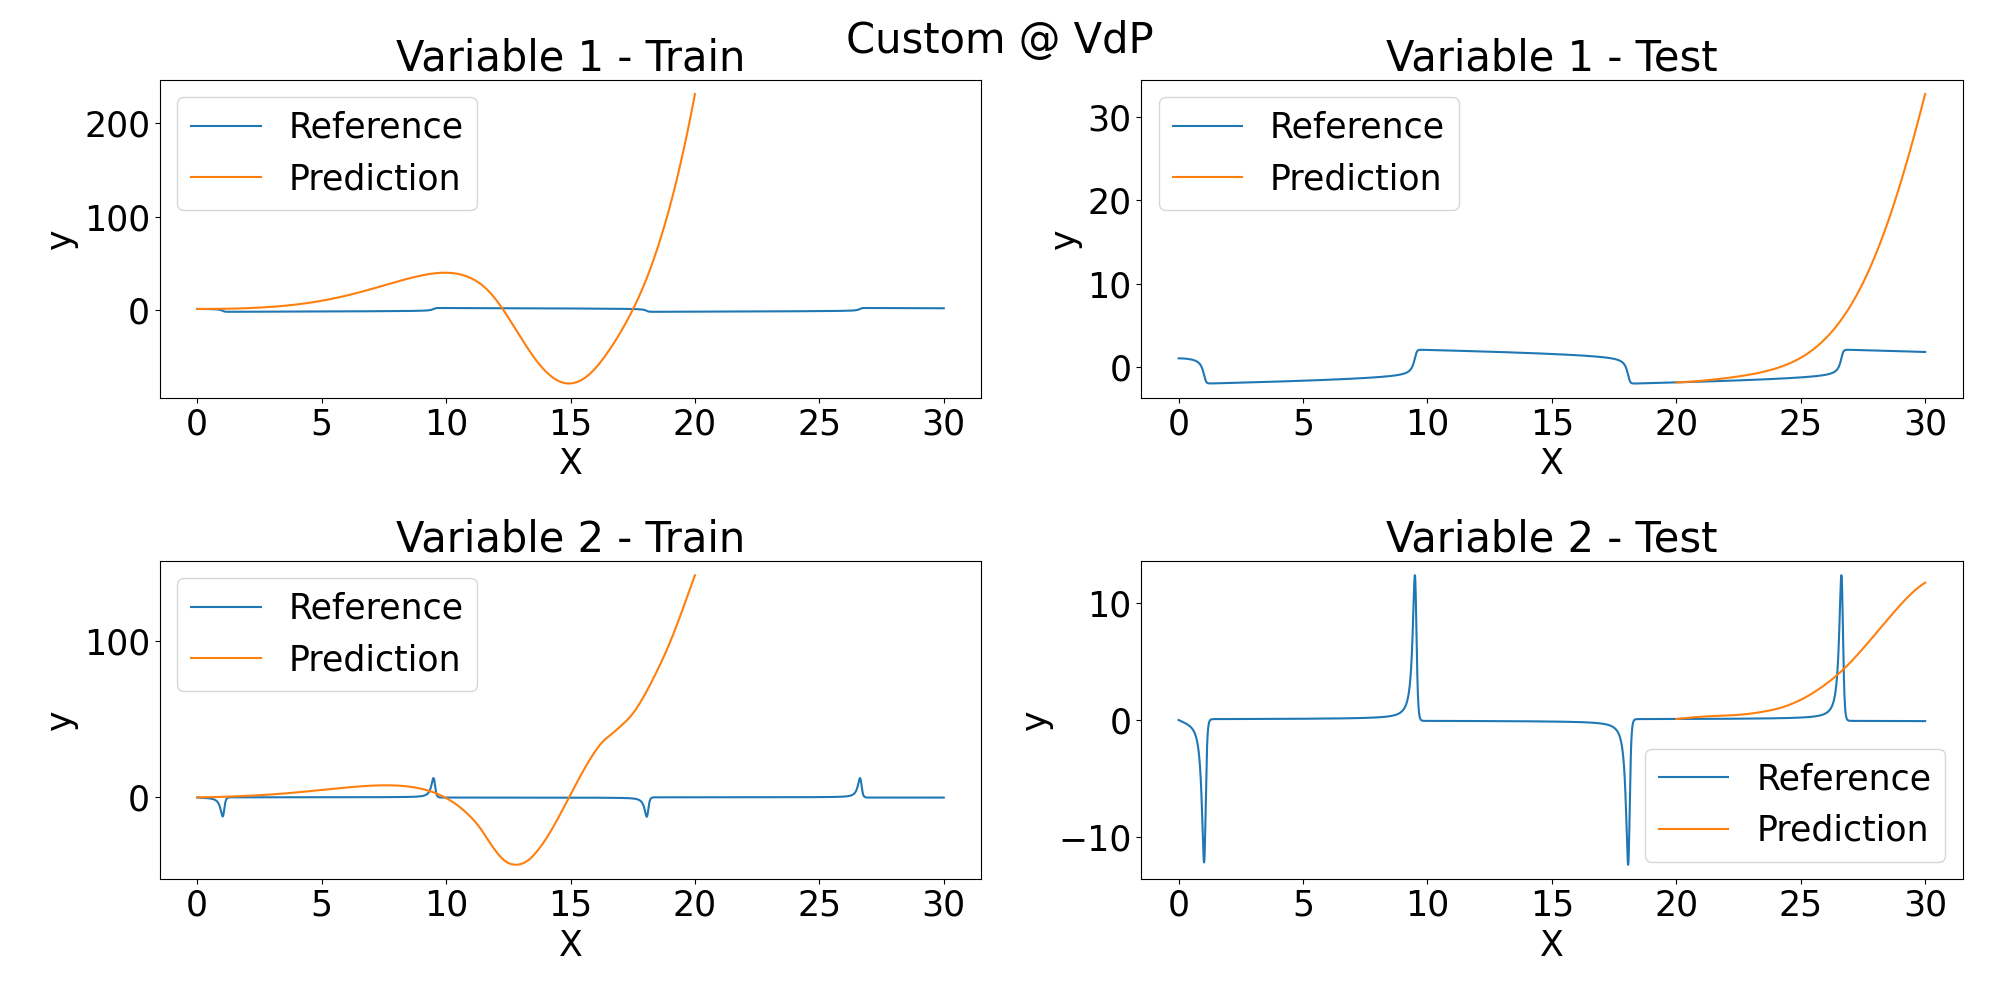 Custom @ VdP
Variable 1 - Train
200
100
0
y
Reference
Prediction
0 5 10 15 20 25 30
X
Variable 1 - Test
30
20
10
0
y
Reference
Prediction
0 5 10 15 20 25 30
X
Variable 2 - Train
100
0
y
Reference
Prediction
0 5 10 15 20 25 30
X
Variable 2 - Test
10
0
−10
y
Reference
Prediction
0 5 10 15 20 25 30
X